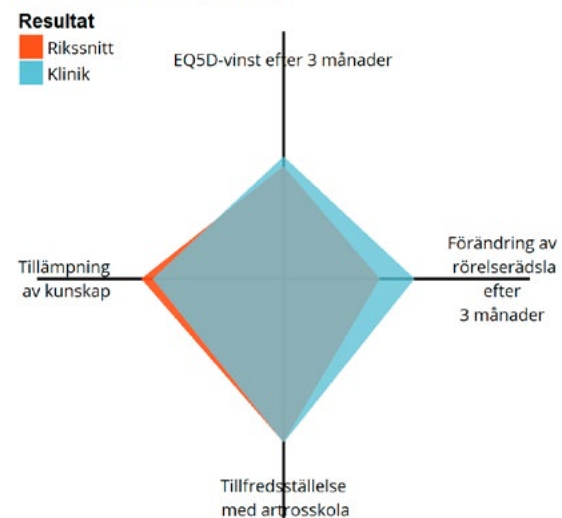 Resultat
Rikssnitt
Klinik
EQ5D-vinst efter 3 månader
Förändring av
rörelserädsla
efter
3 månader
Tillämpning
av kunskap
Tillfredsställelse
med artrosskola